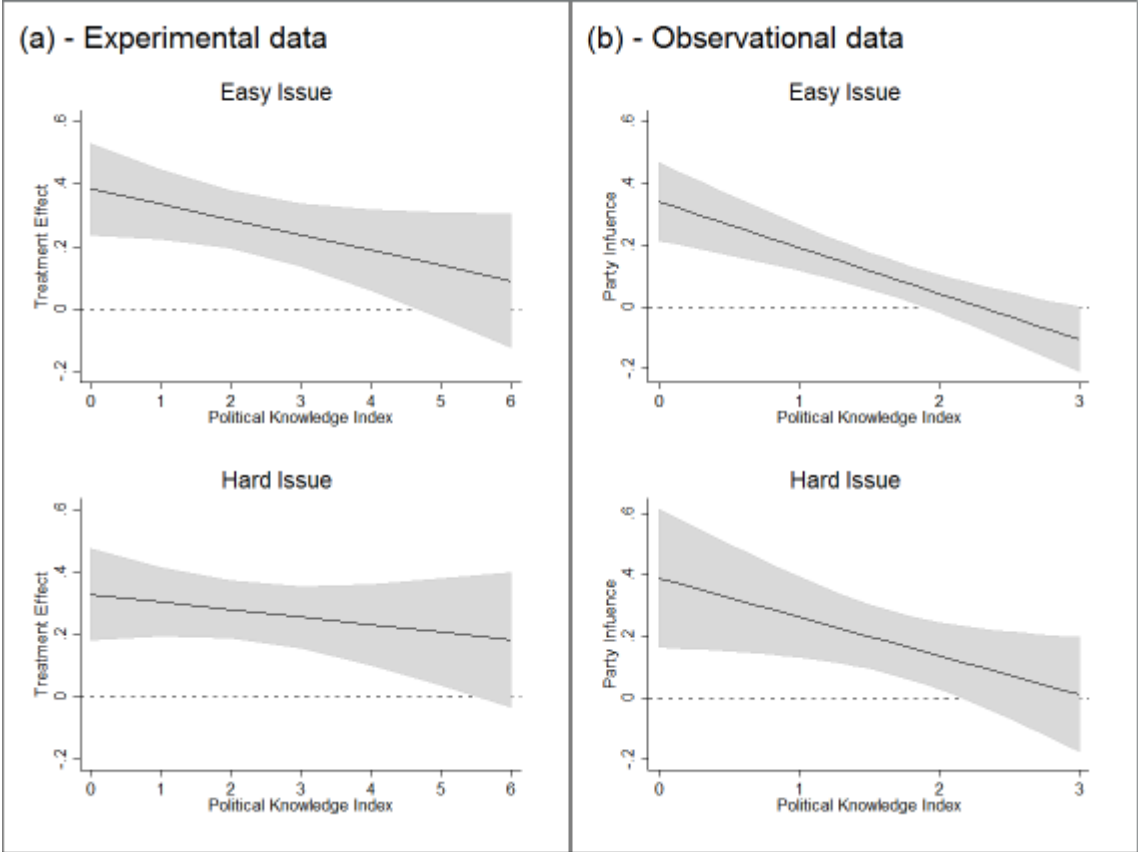 (a) - Experimental data
Easy Issue
Treatment Effect
.6
.4
.2
0
-.2
0 1 2 3 4 5 6
Political Knowledge Index
Hard Issue
Treatment Effect
.6
.4
.2
0
-.2
0 1 2 3 4 5 6
Political Knowledge Index
(b) - Observational data
Easy Issue
Party Infuence
.6
.4
.2
0
-.2
0 1 2 3
Political Knowledge Index
Hard Issue
Party Infuence
.6
.4
.2
0
-.2
0 1 2 3
Political Knowledge Index